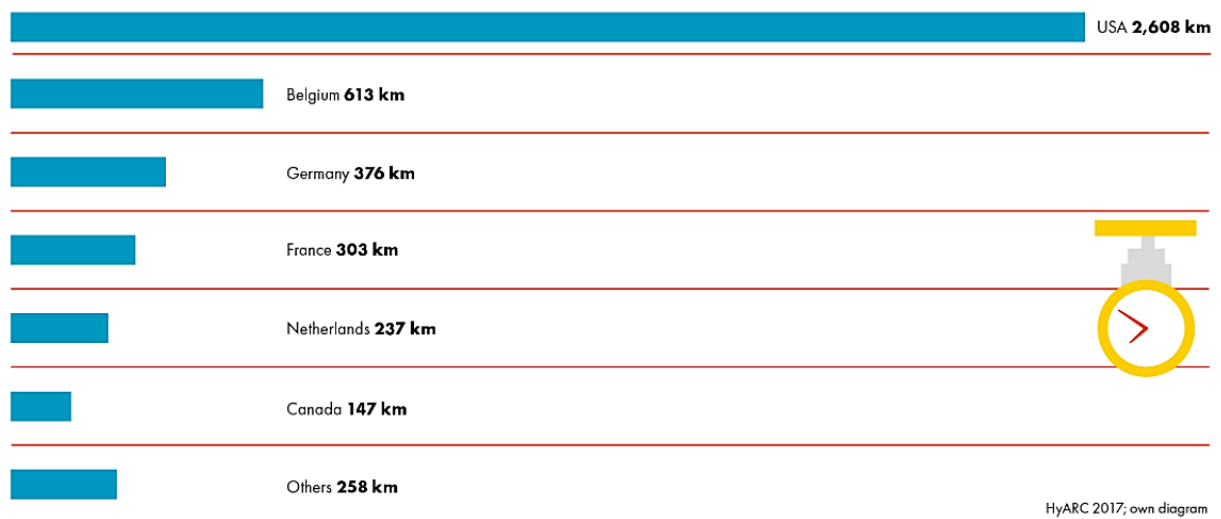 USA 2,608 km
Belgium 613 km
Germany 376 km
France 303 km
Netherlands 237 km
Canada 147 km
Others 258 km
HyARC 2017; own diagram